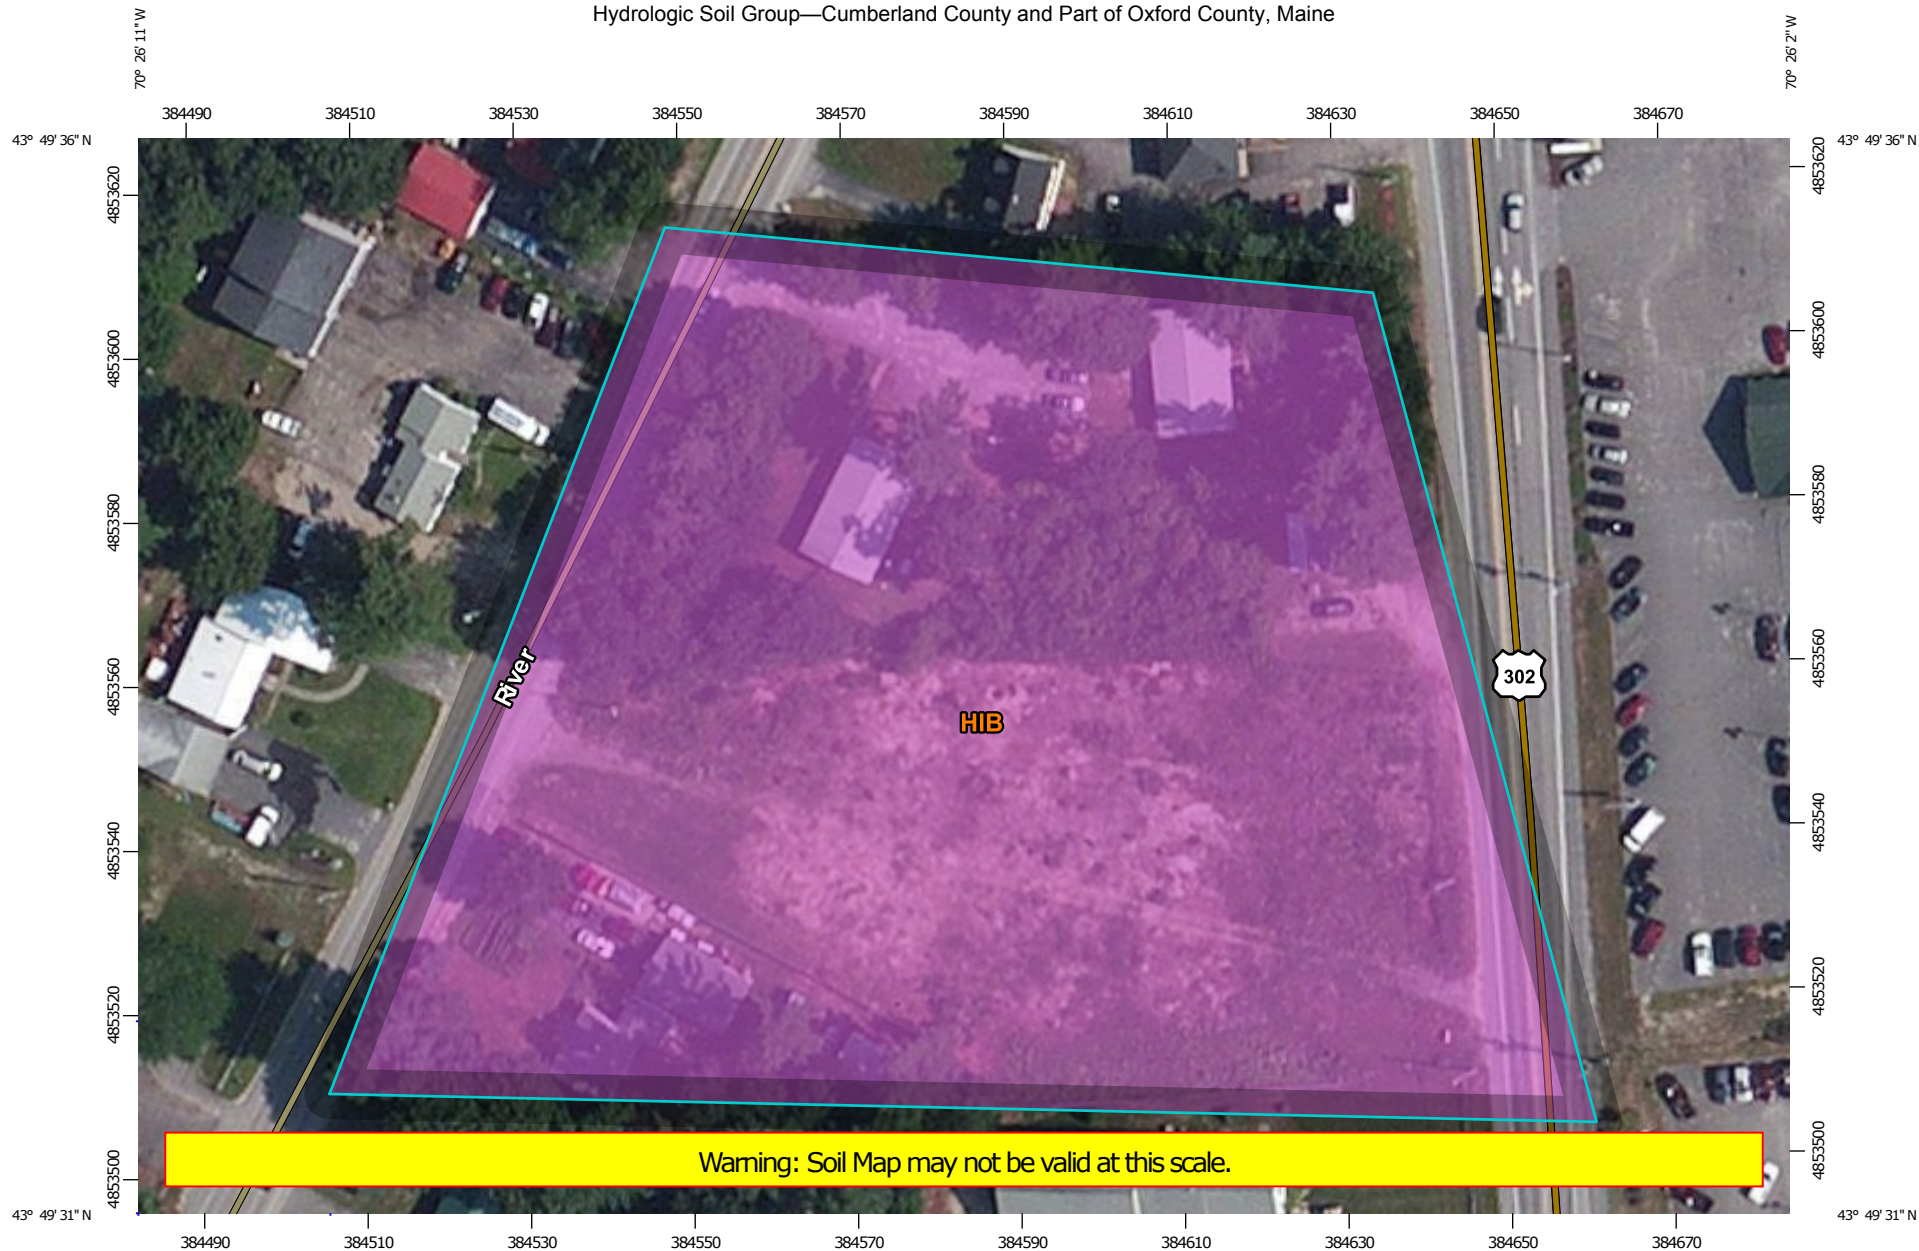 Hydrologic Soil Group—Cumberland County and Part of Oxford County, Maine
70° 26' 11'' W
70° 26' 2'' W
384490 384510 384530 384550 384570 384590 384610 384630 384650 384670
43° 49' 36'' N
43° 49' 36'' N
4853620
4853620
4853600
4853600
4853580
4853580
4853560
4853560
River
302
HIB
4853540
4853540
4853520
4853520
Warning: Soil Map may not be valid at this scale.
4853500
4853500
43° 49' 31'' N
43° 49' 31'' N
384490 384510 384530 384550 384570 384590 384610 384630 384650 384670